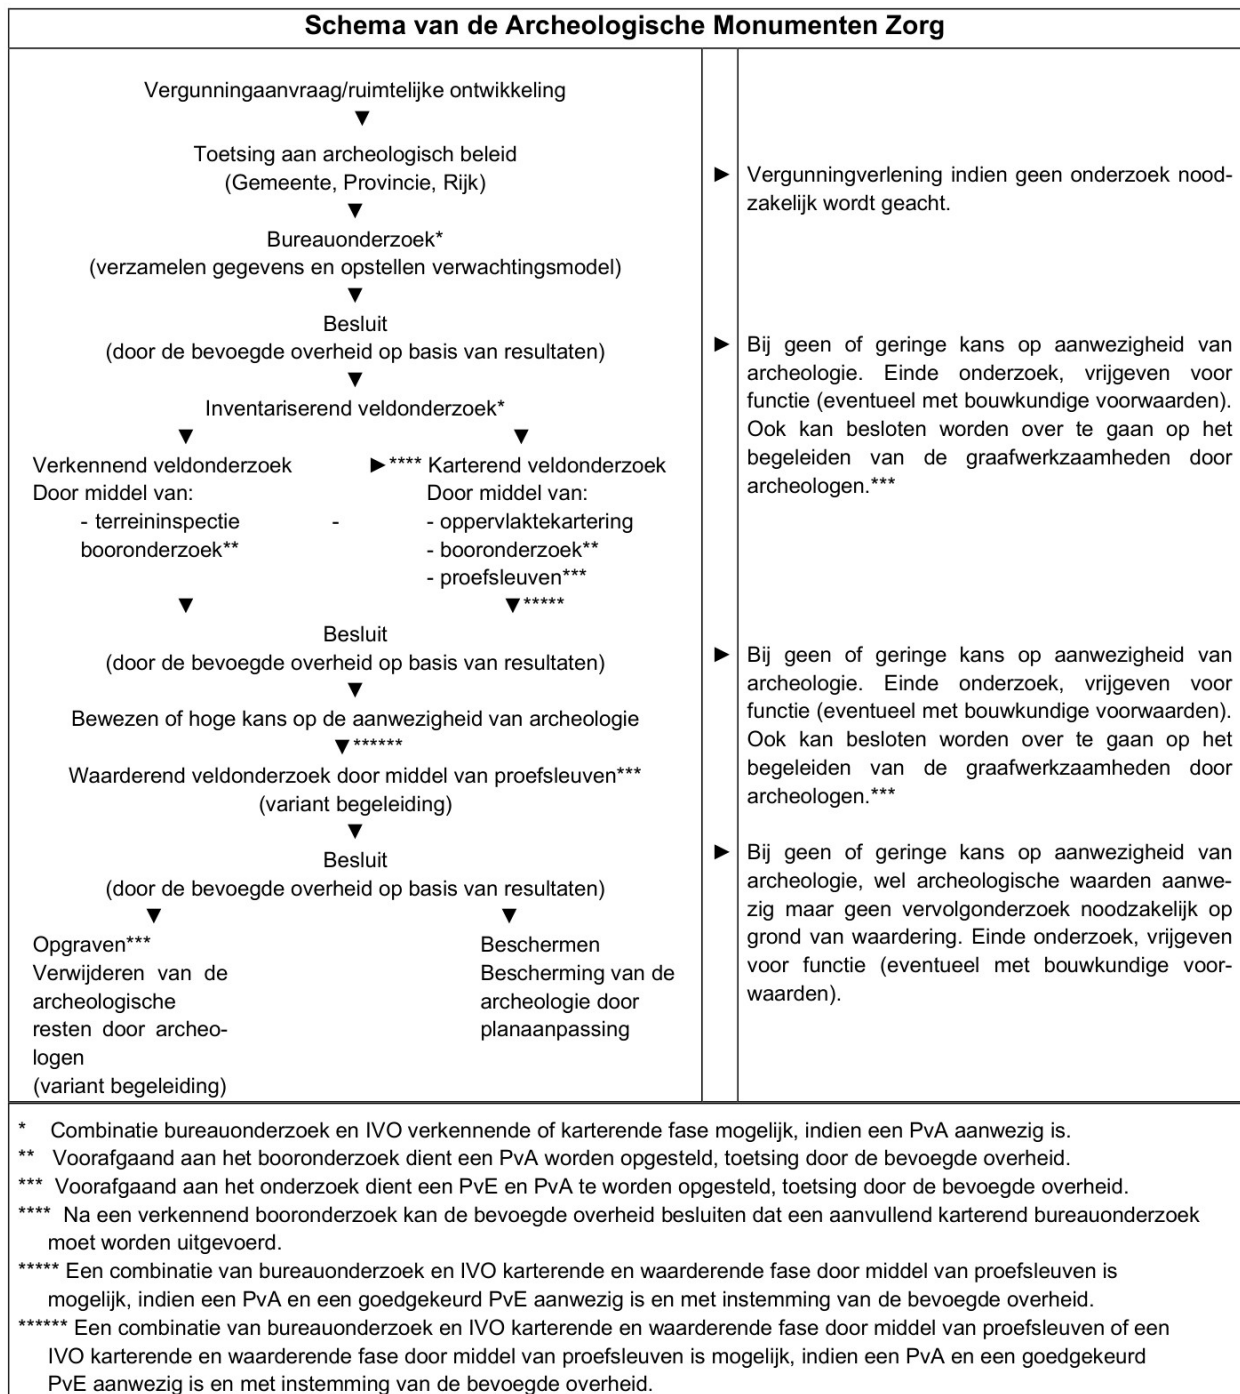 Schema van de Archeologische Monumenten Zorg
Vergunningaanvraag/ruimtelijke ontwikkeling
▼
Toetsing aan archeologisch beleid
(Gemeente, Provincie, Rijk)
▼
Bureauonderzoek*
(verzamelen gegevens en opstellen verwachtingsmodel)
▼
Besluit
(door de bevoegde overheid op basis van resultaten)
▼
Inventariserend veldonderzoek*
▼ ▼
Verkennend veldonderzoek ►**** Karterend veldonderzoek
Door middel van: Door middel van:
- terreininspectie - - oppervlaktekartering
booronderzoek** - booronderzoek**
- proefsleuven***
▼ ▼*****
Besluit
(door de bevoegde overheid op basis van resultaten)
▼
Bewezen of hoge kans op de aanwezigheid van archeologie
▼******
Waarderend veldonderzoek door middel van proefsleuven***
(variant begeleiding)
▼
Besluit
(door de bevoegde overheid op basis van resultaten)
▼ ▼
Opgraven*** Beschermen
Verwijderen van de Bescherming van de
archeologische archeologie door
resten door archeo- planaanpassing
logen
(variant begeleiding)
► Vergunningverlening indien geen onderzoek nood-
zakelijk wordt geacht.
► Bij geen of geringe kans op aanwezigheid van
archeologie. Einde onderzoek, vrijgeven voor
functie (eventueel met bouwkundige voorwaarden).
Ook kan besloten worden over te gaan op het
begeleiden van de graafwerkzaamheden door
archeologen.***
► Bij geen of geringe kans op aanwezigheid van
archeologie. Einde onderzoek, vrijgeven voor
functie (eventueel met bouwkundige voorwaarden).
Ook kan besloten worden over te gaan op het
begeleiden van de graafwerkzaamheden door
archeologen.***
► Bij geen of geringe kans op aanwezigheid van
archeologie, wel archeologische waarden aanwe-
zig maar geen vervolgonderzoek noodzakelijk op
grond van waardering. Einde onderzoek, vrijgeven
voor functie (eventueel met bouwkundige voor-
waarden).
* Combinatie bureauonderzoek en IVO verkennende of karterende fase mogelijk, indien een PvA aanwezig is.
** Voorafgaand aan het booronderzoek dient een PvA worden opgesteld, toetsing door de bevoegde overheid.
*** Voorafgaand aan het onderzoek dient een PvE en PvA te worden opgesteld, toetsing door de bevoegde overheid.
**** Na een verkennend booronderzoek kan de bevoegde overheid besluiten dat een aanvullend karterend bureauonderzoek
moet worden uitgevoerd.
***** Een combinatie van bureauonderzoek en IVO karterende en waarderende fase door middel van proefsleuven is
mogelijk, indien een PvA en een goedgekeurd PvE aanwezig is en met instemming van de bevoegde overheid.
****** Een combinatie van bureauonderzoek en IVO karterende en waarderende fase door middel van proefsleuven of een
IVO karterende en waarderende fase door middel van proefsleuven is mogelijk, indien een PvA en een goedgekeurd
PvE aanwezig is en met instemming van de bevoegde overheid.